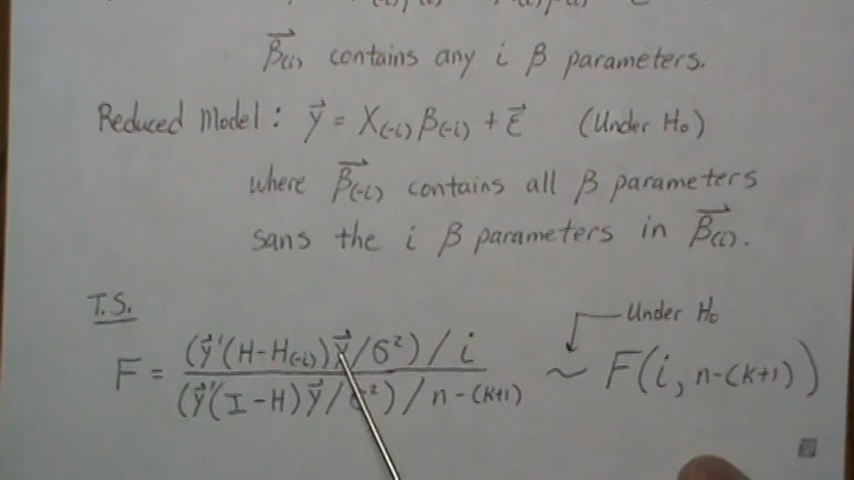 β⃗(i) contains any i β parameters.
Reduced Model: y⃗ = X(-i) β(-i) + ε⃗ (Under H₀)
where β⃗(-i) contains all β parameters
sans the i β parameters in β⃗(i).
T.S.
Under H₀
F = (y⃗'(H-H(-i))y⃗/σ²)/i ~ F(i, n-(k+1))
(y⃗'(I-H)y⃗/σ²)/n-(k+1)